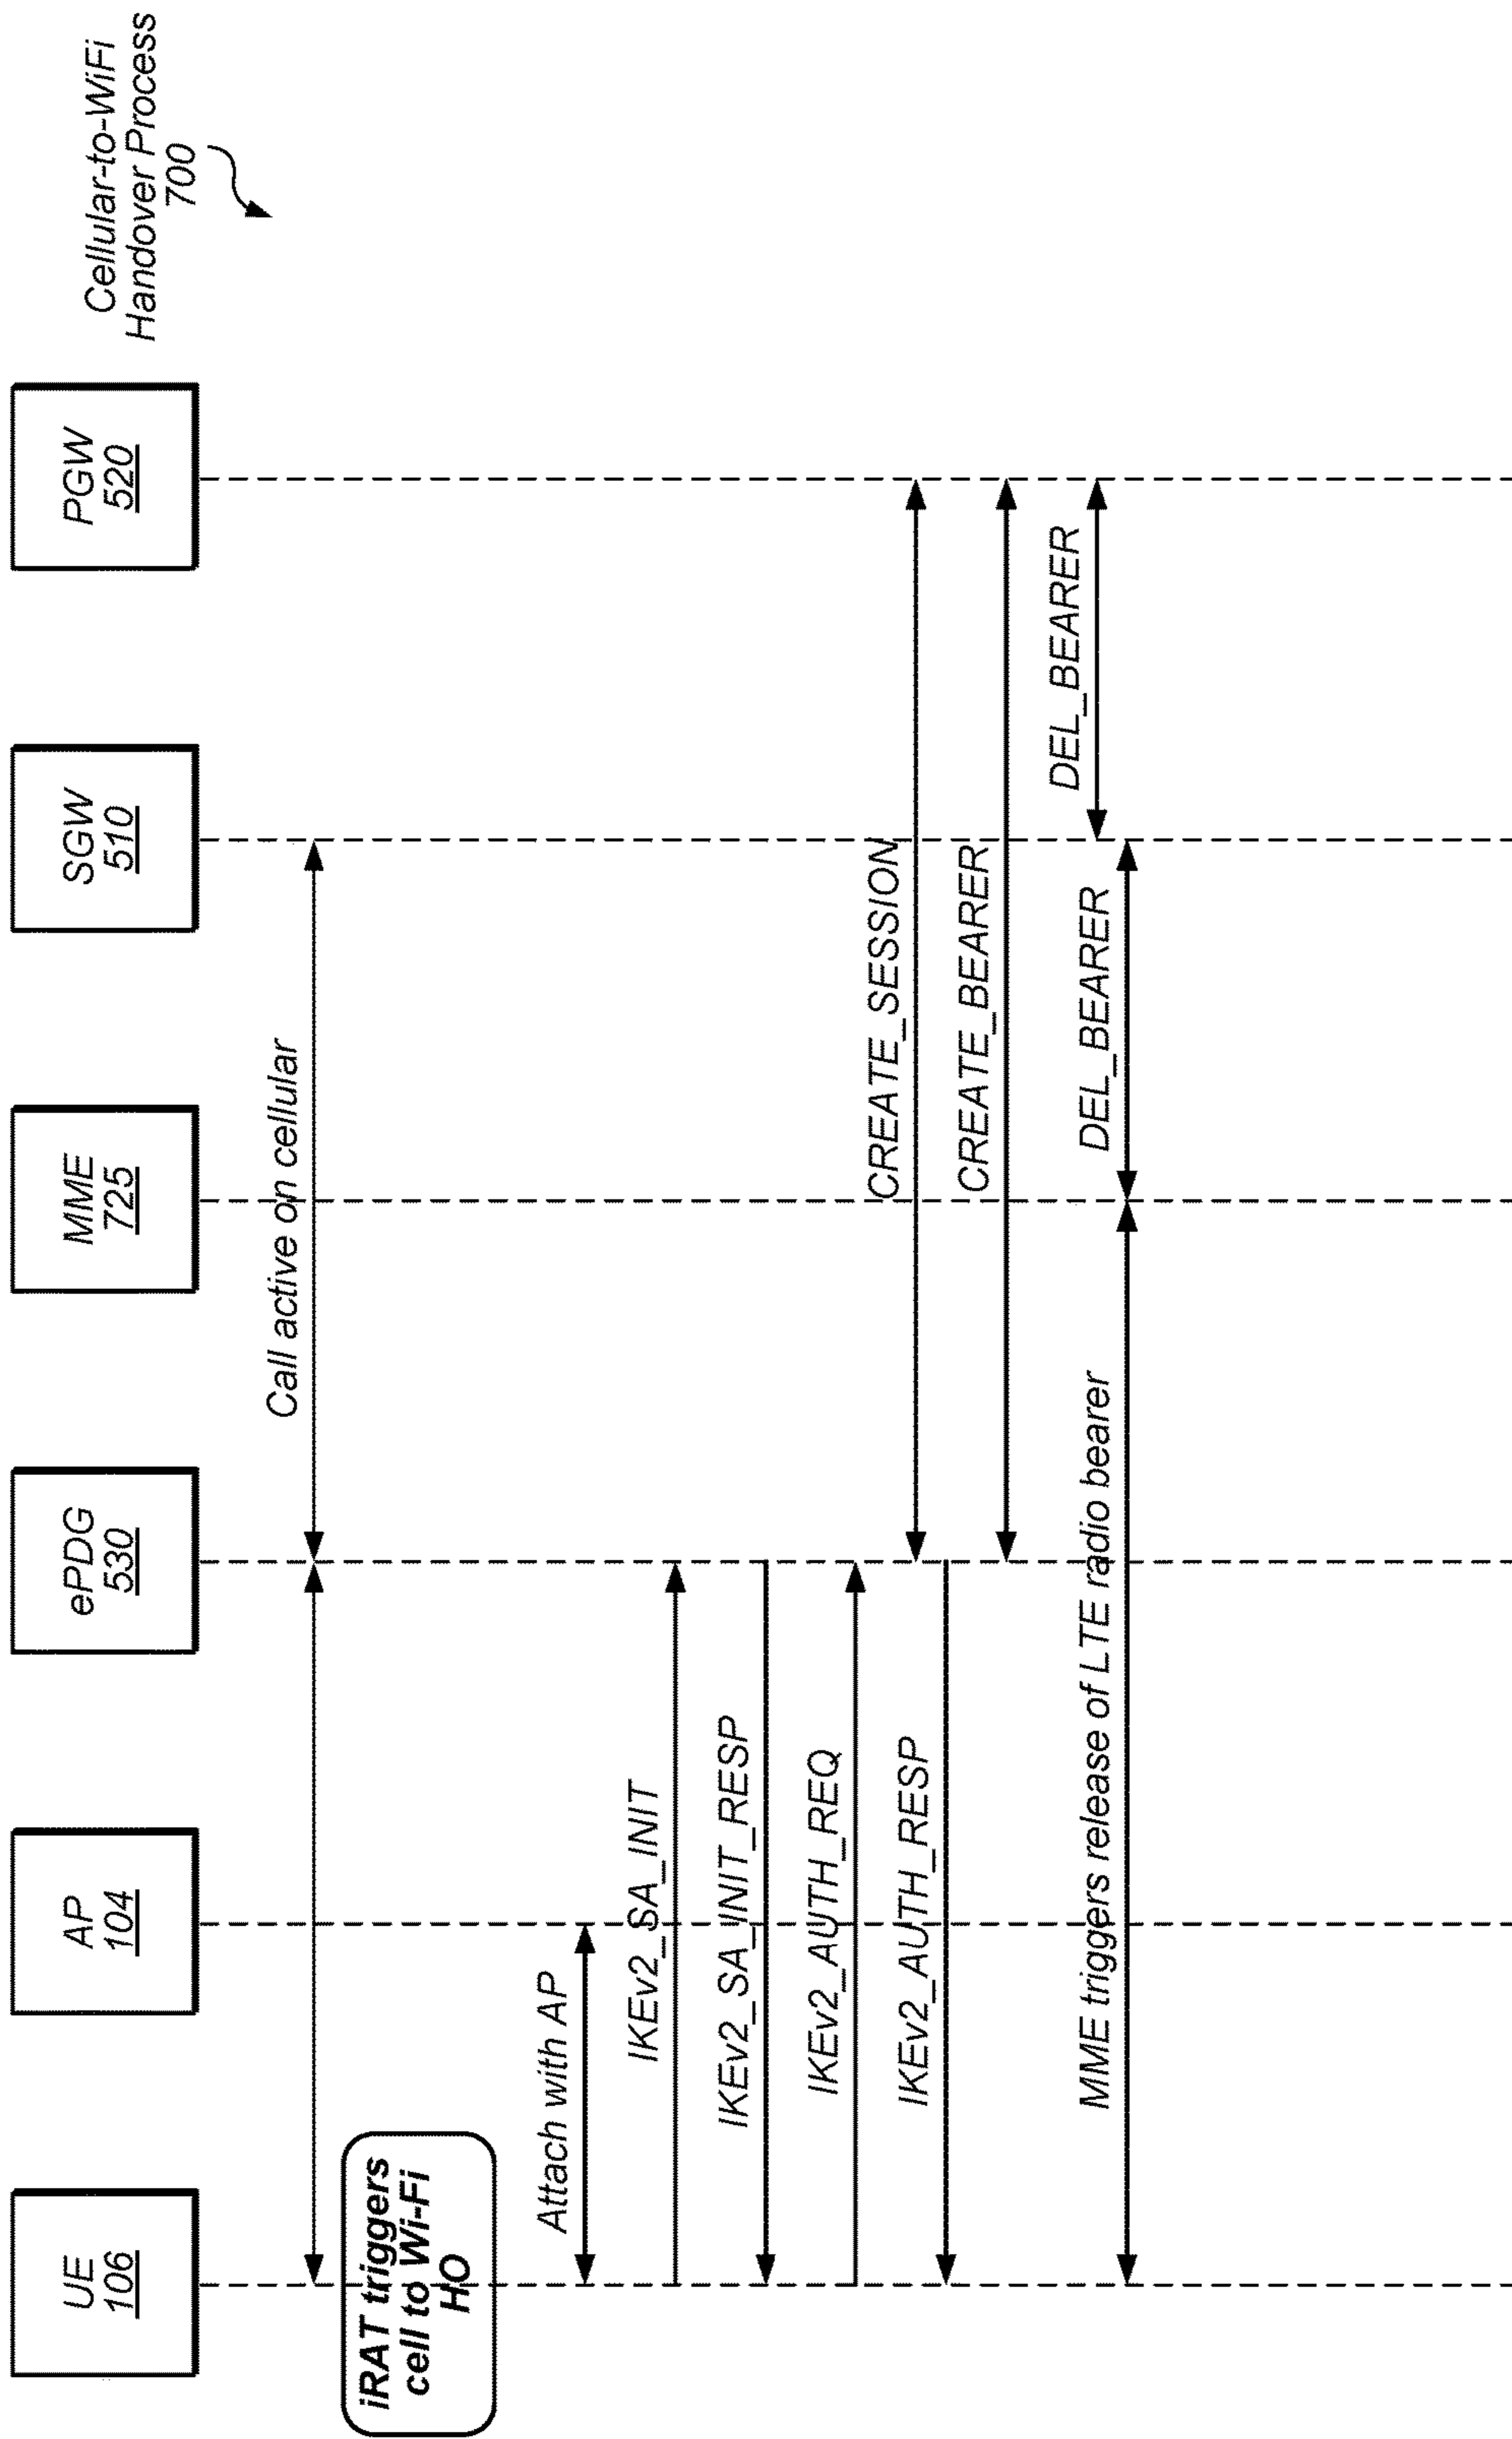 Cellular-to-WiFi
Handover Process
700
UE
106
AP
104
ePDG
530
MME
725
SGW
510
PGW
520
Call active on cellular
iRAT triggers
cell to Wi-Fi
HO
Attach with AP
IKEv2_SA_INIT
IKEv2_SA_INIT_RESP
IKEv2_AUTH_REQ
CREATE_SESSION
IKEv2_AUTH_RESP
CREATE_BEARER
DEL_BEARER
MME triggers release of LTE radio bearer
DEL_BEARER